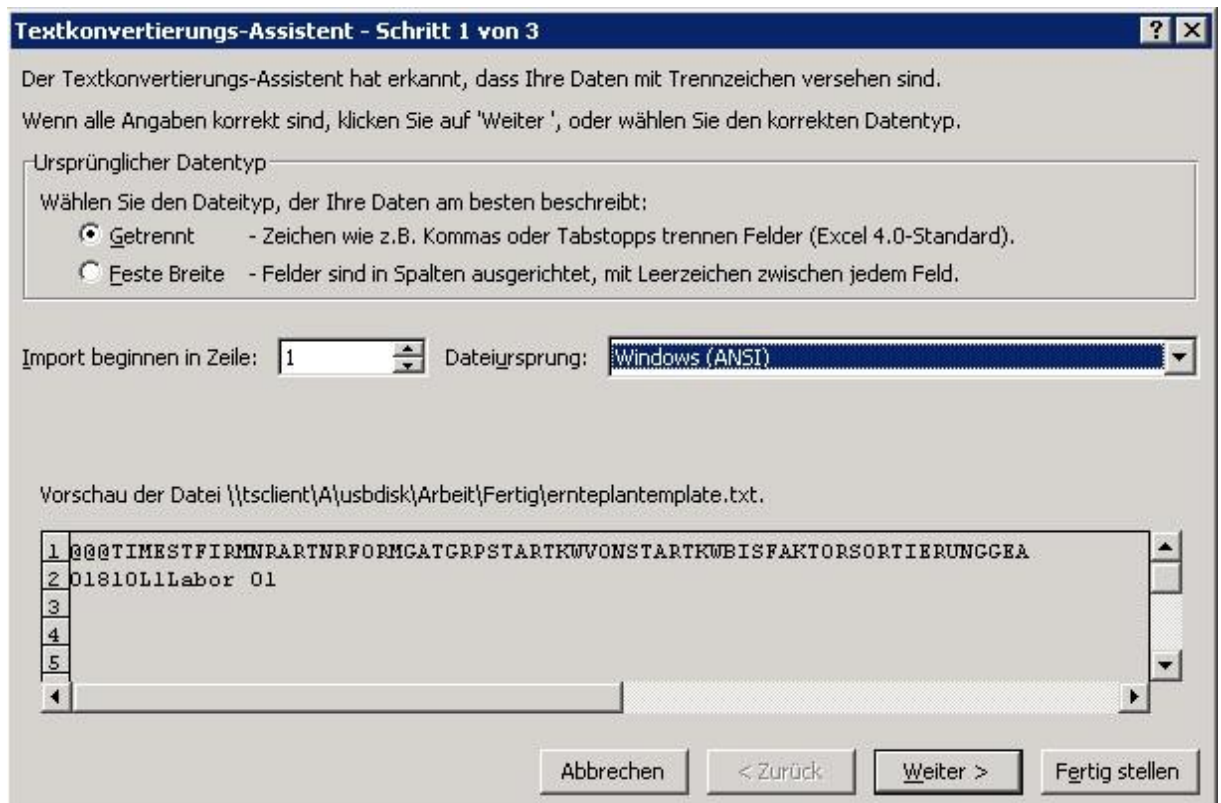 Textkonvertierungs-Assistent - Schritt 1 von 3
Der Textkonvertierungs-Assistent hat erkannt, dass Ihre Daten mit Trennzeichen versehen sind.
Wenn alle Angaben korrekt sind, klicken Sie auf 'Weiter ', oder wählen Sie den korrekten Datentyp.
Ursprünglicher Datentyp
Wählen Sie den Dateityp, der Ihre Daten am besten beschreibt:
Getrennt - Zeichen wie z.B. Kommas oder Tabstopps trennen Felder (Excel 4.0-Standard).
Feste Breite - Felder sind in Spalten ausgerichtet, mit Leerzeichen zwischen jedem Feld.
Import beginnen in Zeile: 1 Dateiursprung: Windows (ANSI)
Vorschau der Datei \\tsclient\A\usbdisk\Arbeit\Fertig\ernteplantemplate.txt.
1 @@@TIMESTFIRMNRARTNRFORMGATGRPSTARTKWVONSTARTKWBISFAKTORSORTIERUNGGEA
2 01810L1Labor 01
3
4
5
Abbrechen < Zurück Weiter > Fertig stellen